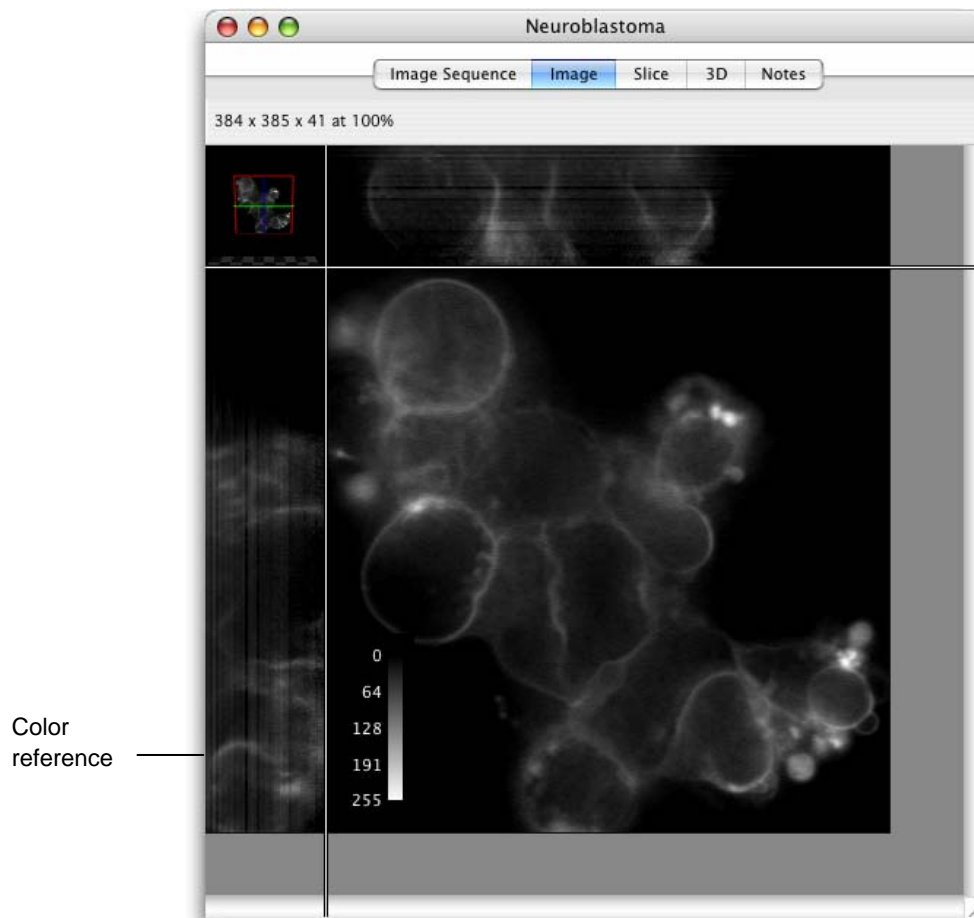 Neuroblastoma
Image Sequence Image Slice 3D Notes
384 x 385 x 41 at 100%
0
64
128
191
255
Color
reference